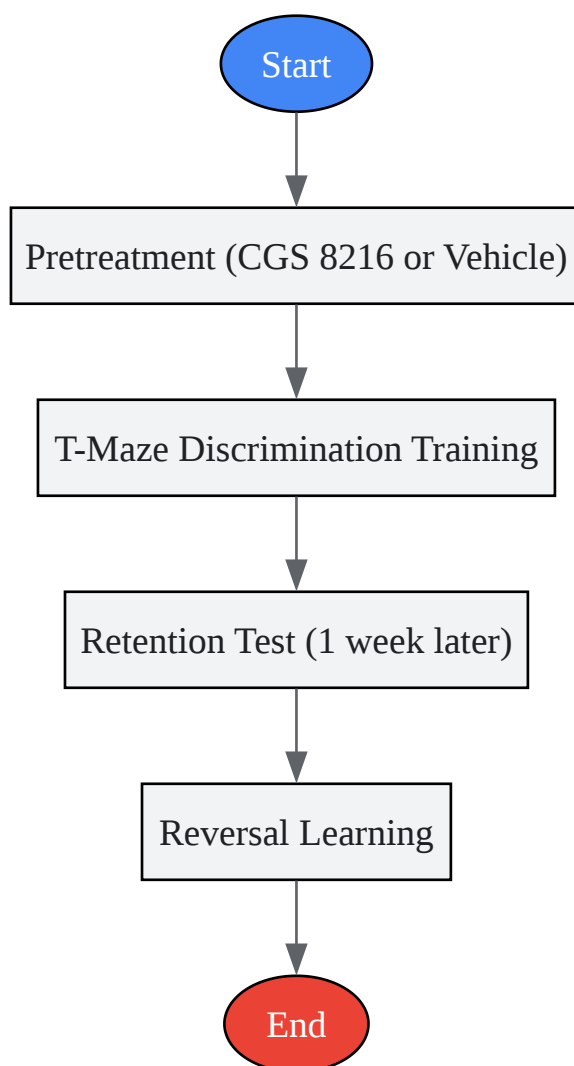 Start
Pretreatment (CGS 8216 or Vehicle)
T-Maze Discrimination Training
Retention Test (1 week later)
Reversal Learning
End